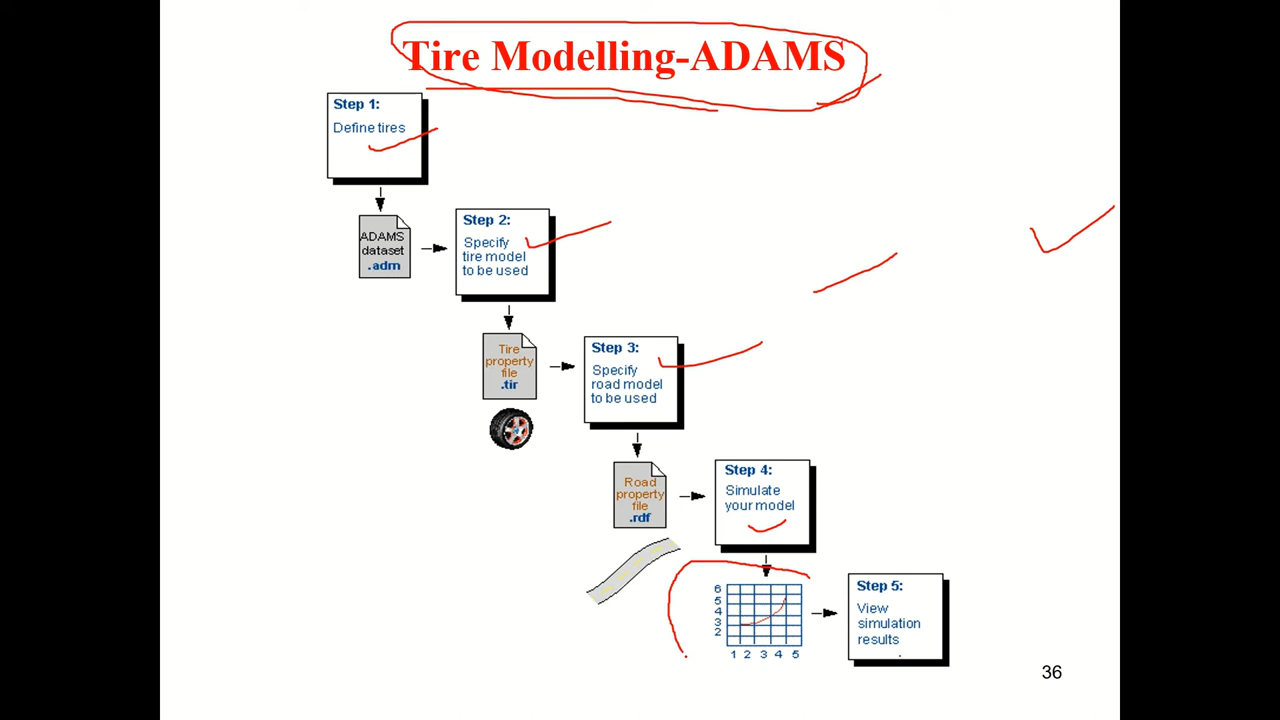 Tire Modelling-ADAMS
Step 1:
Define tires
ADAMS
dataset
.adm
Step 2:
Specify
tire model
to be used
Tire
property
file
.tir
Step 3:
Specify
road model
to be used
Road
property
file
.rdf
Step 4:
Simulate
your model
6
5
4
3
2
1 2 3 4 5
Step 5:
View
simulation
results
36